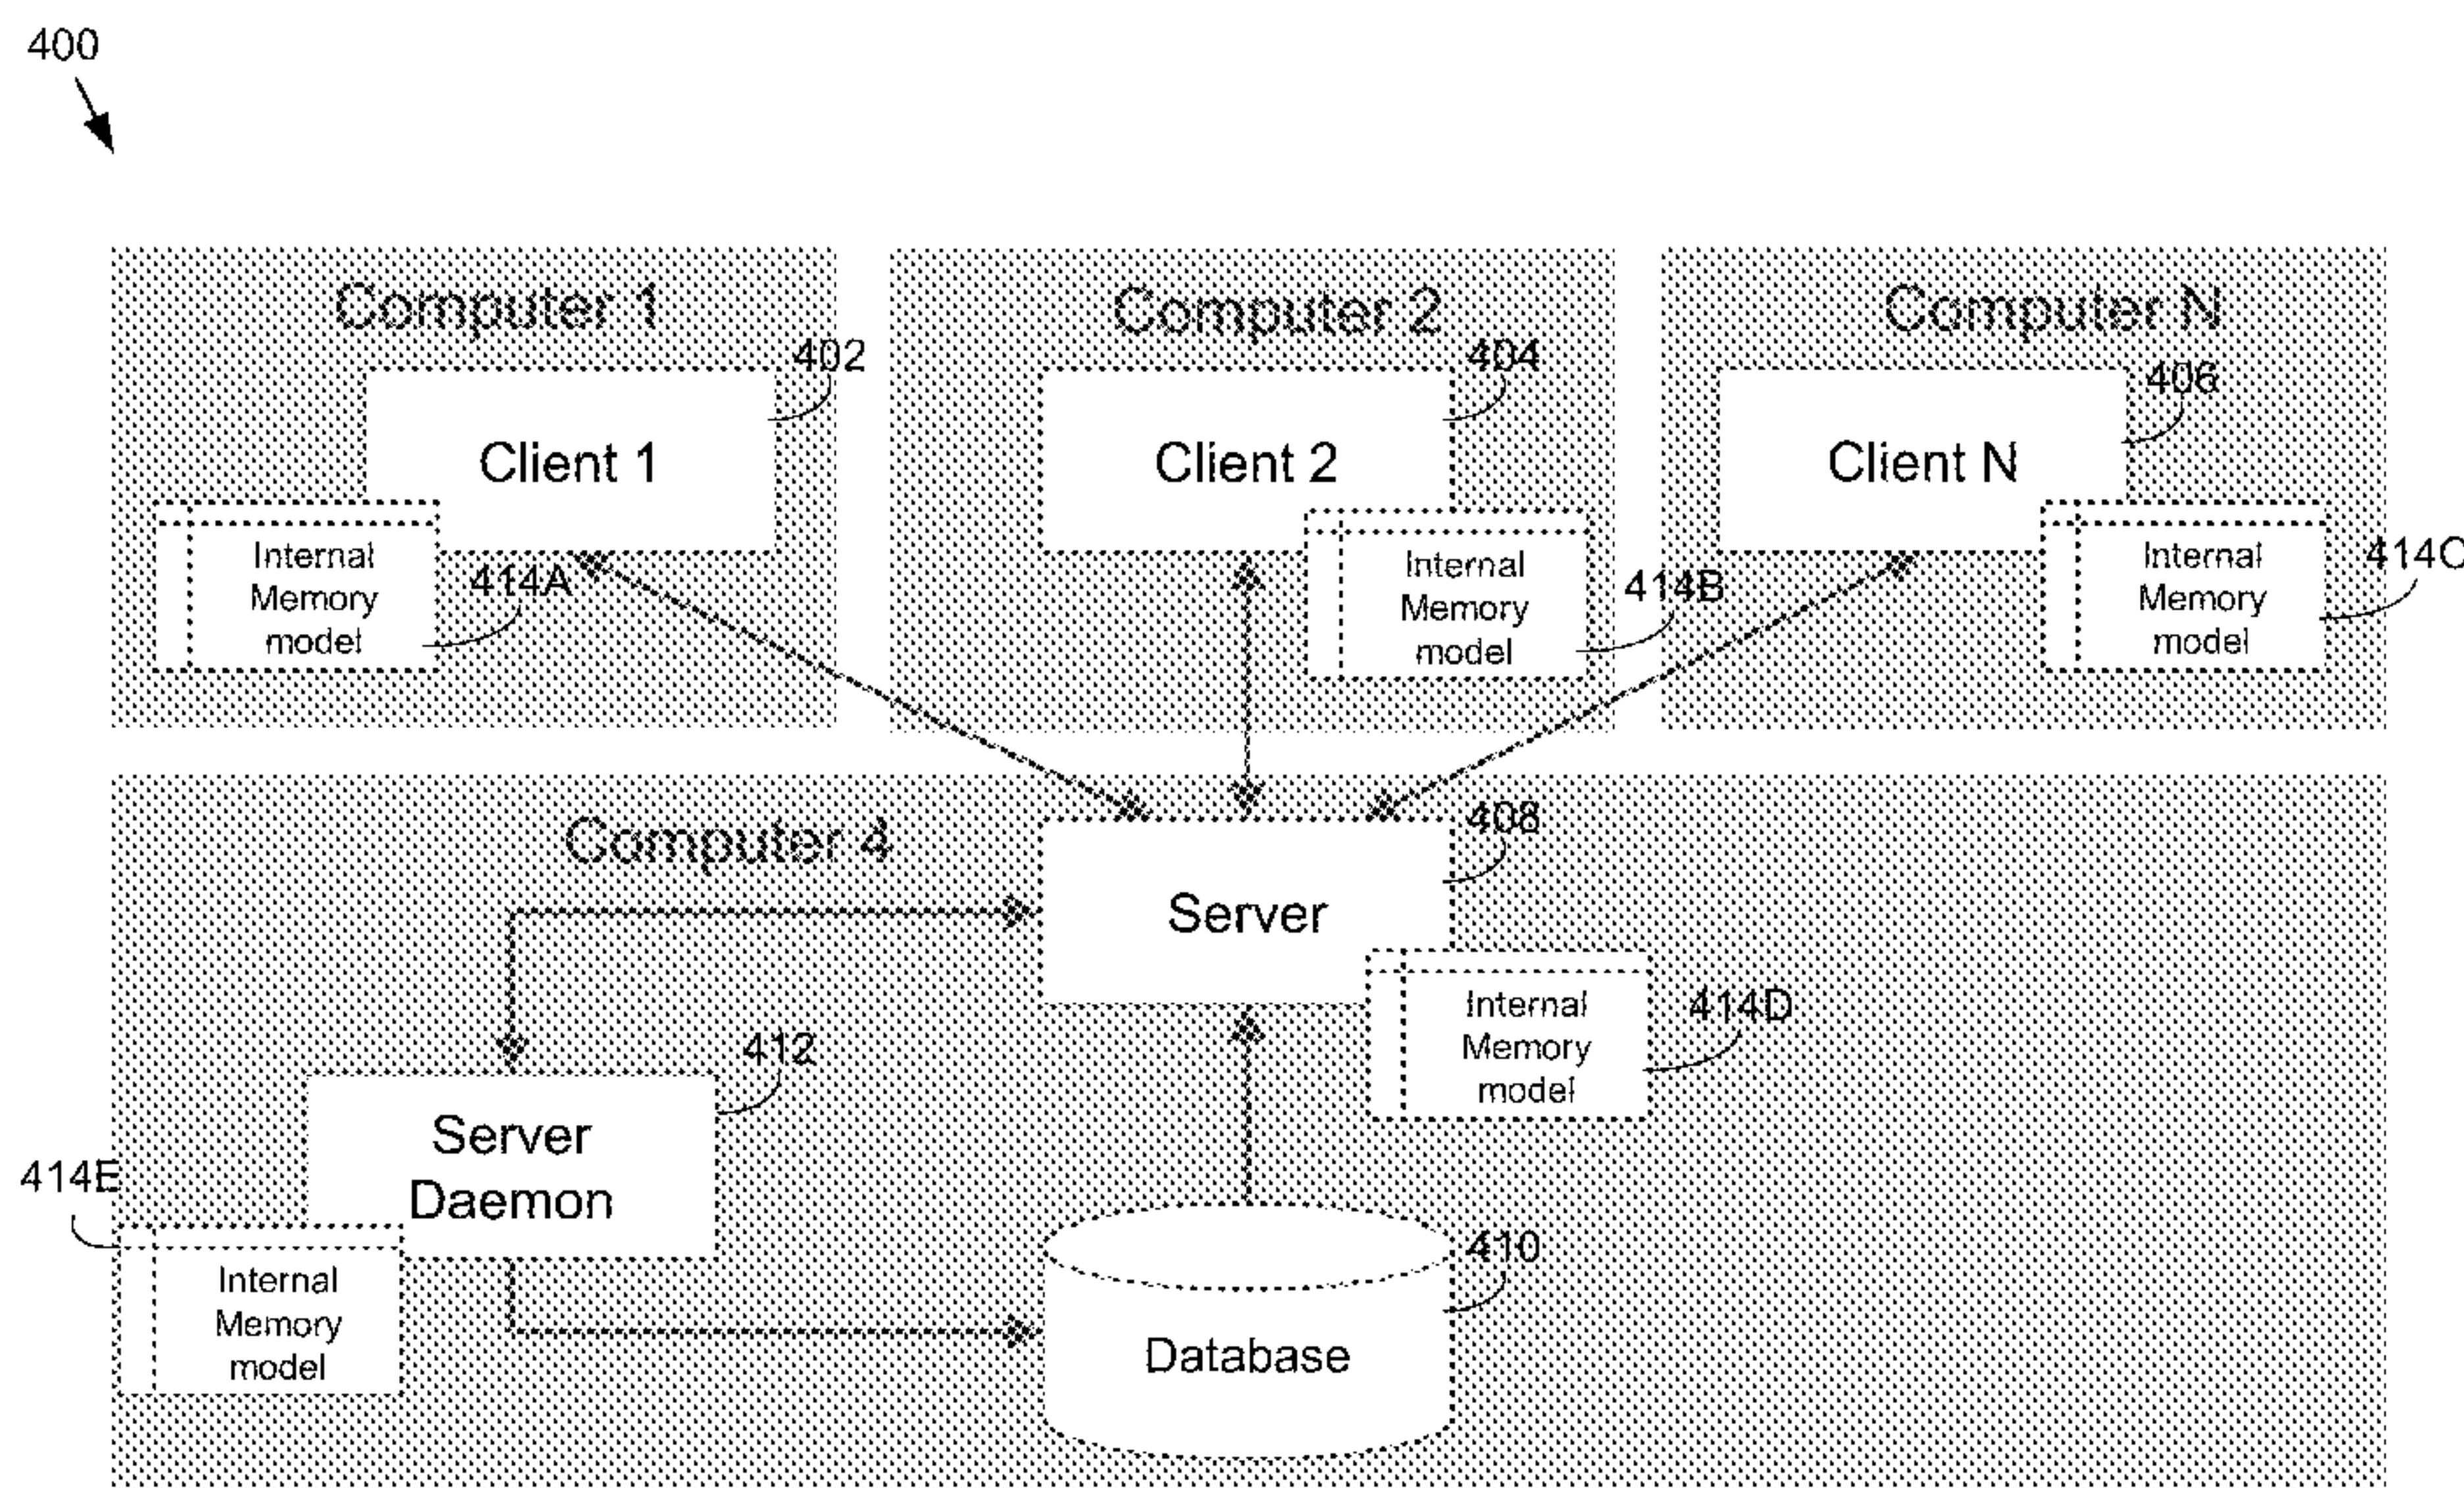 400
Computer 1
Computer 2
Computer N
402
404
406
Client 1
Client 2
Client N
Internal
Memory
model
414A
Internal
Memory
model
414B
Internal
Memory
model
414C
Computer 4
408
Server
Internal
Memory
model
414D
412
Server
Daemon
414E
Internal
Memory
model
410
Database